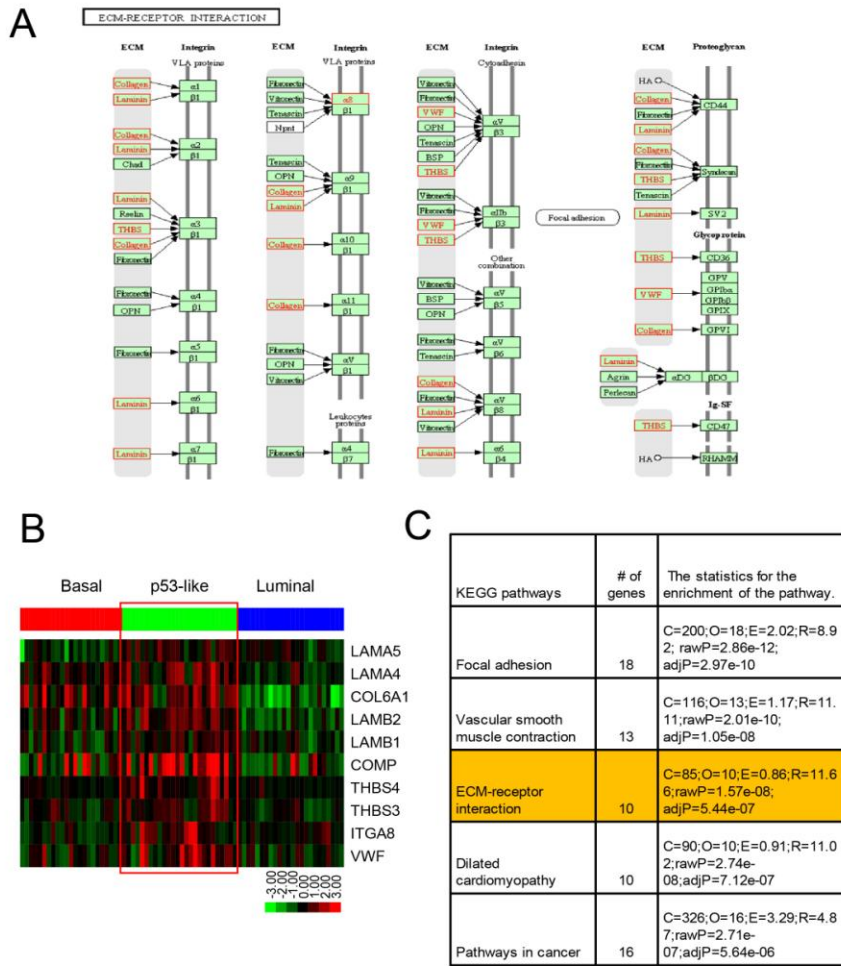 A
ECM-RECEPTOR INTERACTION
ECM
Integrin
VLA proteins
Collagen
Laminin
α1
β1
Collagen
Laminin
Chad
α2
β1
Laminin
Reelin
THBS
Collagen
Fibronectin
α3
β1
Fibronectin
OPN
α4
β1
Fibronectin
α5
β1
Laminin
α6
β1
Laminin
α7
β1
ECM
Integrin
VLA proteins
Fibronectin
Vitronectin
Tenascin
Npnt
α8
β1
Tenascin
OPN
Collagen
Laminin
α9
β1
Collagen
α10
β1
Collagen
α11
β1
Fibronectin
OPN
Vitronectin
αV
β1
Leukocytes
proteins
Fibronectin
α4
β7
ECM
Integrin
Cytoadhesin
Vitronectin
Fibronectin
VWF
OPN
Tenascin
BSP
THBS
αV
β3
Vitronectin
Fibronectin
VWF
THBS
αIIb
β3
Other
combination
Vitronectin
BSP
OPN
αV
β5
Fibronectin
Tenascin
αV
β6
Collagen
Fibronectin
Laminin
Vitronectin
αV
β8
Laminin
α6
β4
Focal adhesion
ECM
Proteoglycan
HA
Collagen
Fibronectin
Laminin
CD44
Collagen
Fibronectin
THBS
Tenascin
Syndecan
Laminin
SV2
Glycoprotein
THBS
CD36
VWF
GPV
GPIbα
GPIbβ
GPIX
Collagen
GPVI
Laminin
Agrin
Perlecan
αDG
βDG
Ig-SF
THBS
CD47
HA
RHAMM
B
Basal
p53-like
Luminal
LAMA5
LAMA4
COL6A1
LAMB2
LAMB1
COMP
THBS4
THBS3
ITGA8
VWF
-3.00
-2.00
-1.00
0.00
1.00
2.00
3.00
C
KEGG pathways
# of
genes
The statistics for the
enrichment of the pathway.
Focal adhesion
18
C=200;O=18;E=2.02;R=8.9
2; rawP=2.86e-12;
adjP=2.97e-10
Vascular smooth
muscle contraction
13
C=116;O=13;E=1.17;R=11.
11;rawP=2.01e-10;
adjP=1.05e-08
ECM-receptor
interaction
10
C=85;O=10;E=0.86;R=11.6
6;rawP=1.57e-08;
adjP=5.44e-07
Dilated
cardiomyopathy
10
C=90;O=10;E=0.91;R=11.0
2;rawP=2.74e-
08;adjP=7.12e-07
Pathways in cancer
16
C=326;O=16;E=3.29;R=4.8
7;rawP=2.71e-
07;adjP=5.64e-06